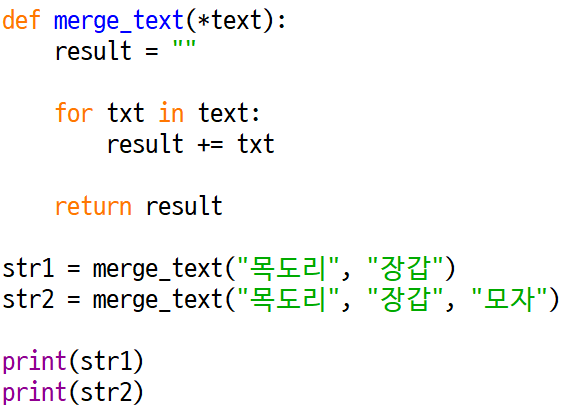 def merge_text(*text):
    result = ""
    for txt in text:
        result += txt
    return result
str1 = merge_text("목도리", "장갑")
str2 = merge_text("목도리", "장갑", "모자")
print(str1)
print(str2)